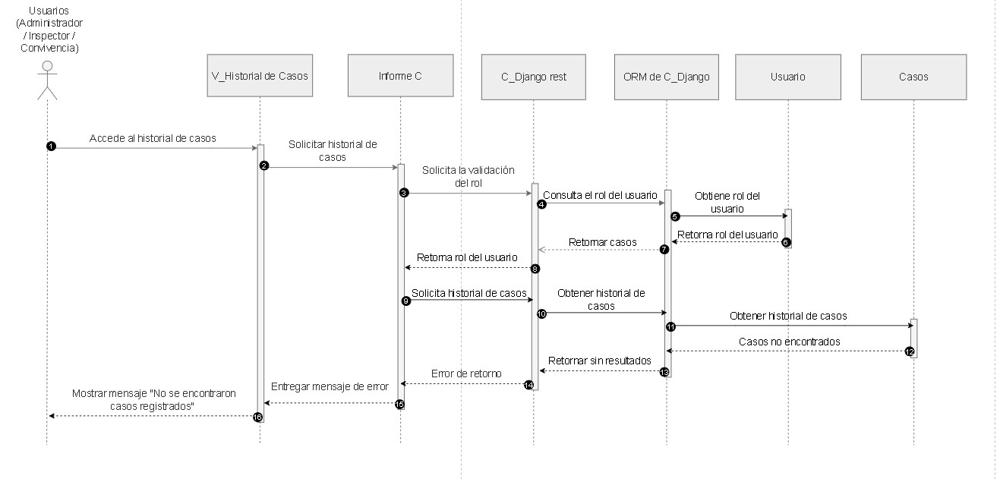 Usuarios
(Administrador
/ Inspector /
Convivencia)
V_Historial de Casos
Informe C
C_Django rest
ORM de C_Django
Usuario
Casos
1
Accede al historial de casos
2
Solicitar historial de
casos
3
Solicita la validación
del rol
4
Consulta el rol del usuario
5
Obtiene rol del
usuario
6
Retorna rol del usuario
7
Retornar casos
8
Retorna rol del usuario
9
Solicita historial de casos
10
Obtener historial de
casos
11
Obtener historial de casos
12
Casos no encontrados
13
Retornar sin resultados
14
Error de retorno
15
Entregar mensaje de error
16
Mostrar mensaje "No se encontraron
casos registrados"